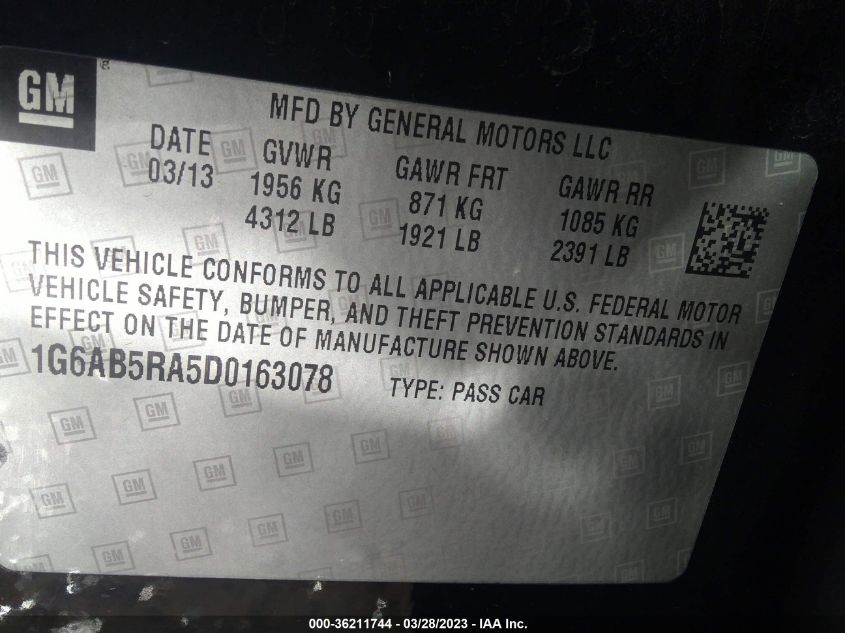 GM
MFD BY GENERAL MOTORS LLC
DATE GVWR GAWR FRT GAWR RR
03/13 1956 KG 871 KG 1085 KG
4312 LB 1921 LB 2391 LB
THIS VEHICLE CONFORMS TO ALL APPLICABLE U.S. FEDERAL MOTOR
VEHICLE SAFETY, BUMPER, AND THEFT PREVENTION STANDARDS IN
EFFECT ON THE DATE OF MANUFACTURE SHOWN ABOVE.
1G6AB5RA5D0163078 TYPE: PASS CAR
000-36211744 - 03/28/2023 - IAA Inc.